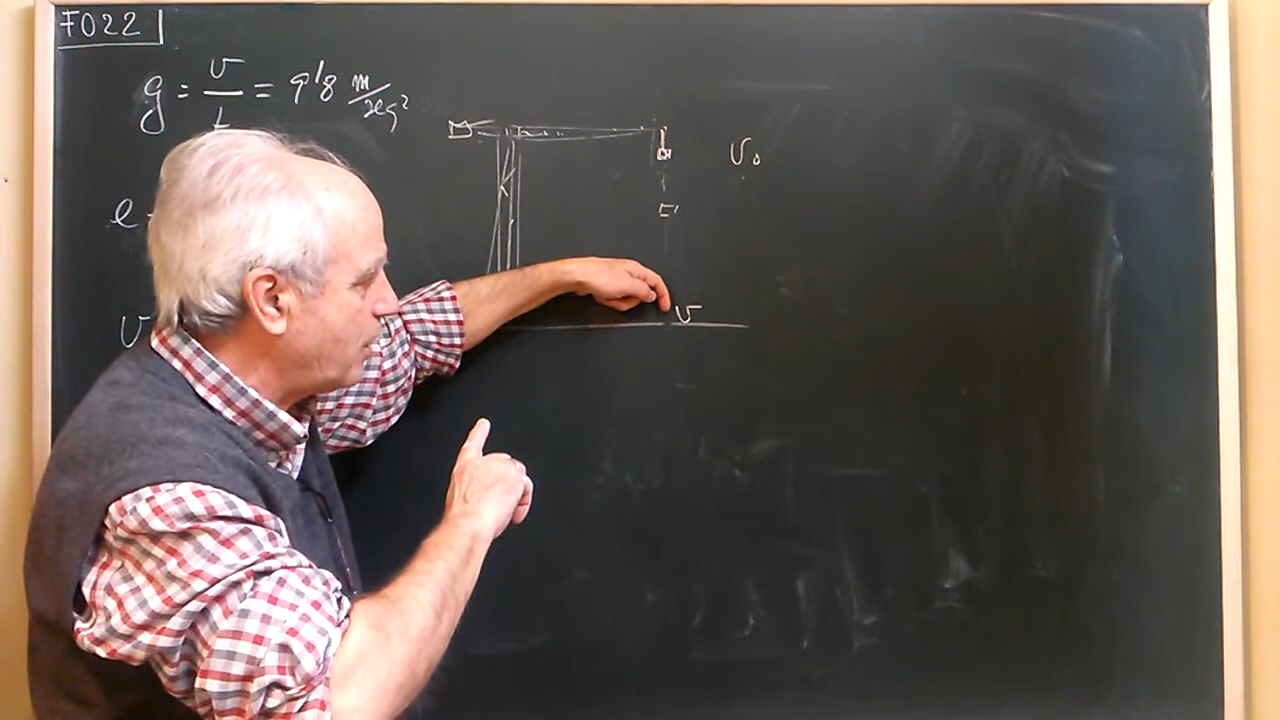 F022
g = v/t = 9'8 m/seg²
v₀
e
v
v